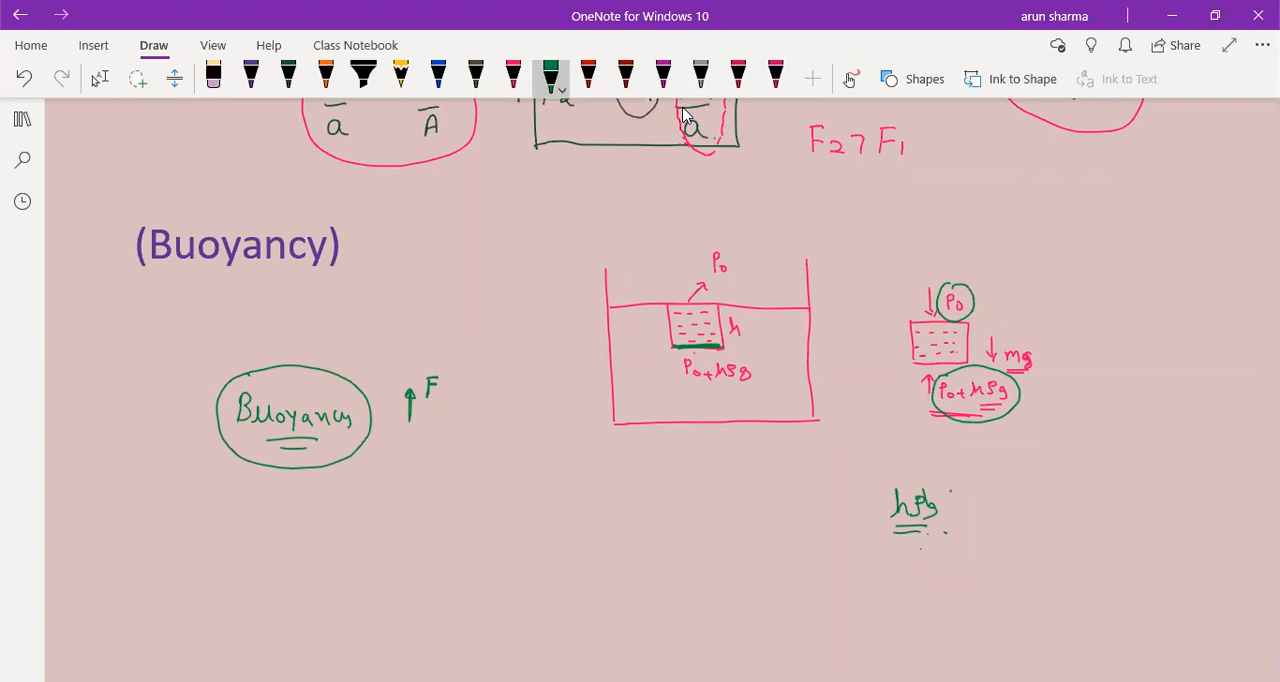 OneNote for Windows 10
arun sharma
Home Insert Draw View Help Class Notebook
Share
Shapes
Ink to Shape
Ink to Text
a A
a
F2 > F1
(Buoyancy)
P0
h
P0+hρg
P0
mg
P0+hρg
Buoyancy
F
hρg